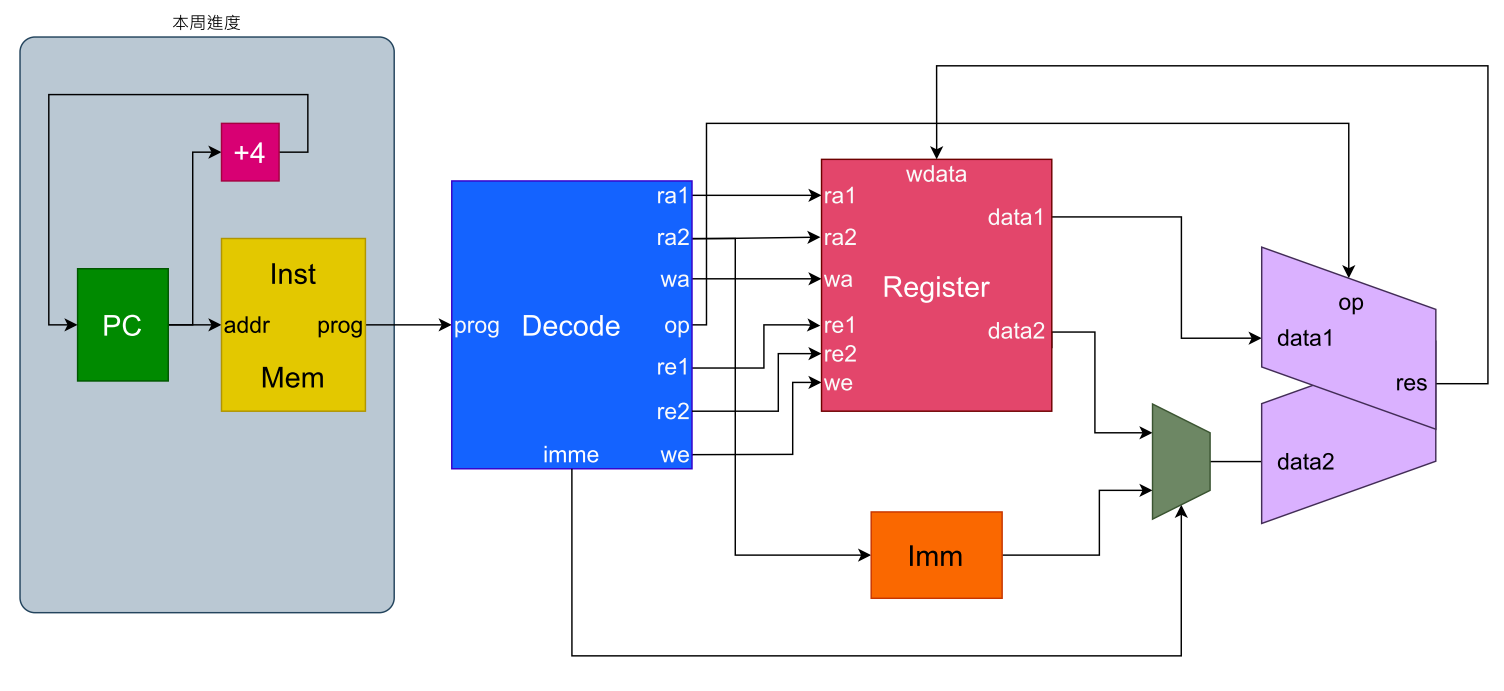 本周進度
+4
PC
Inst
Mem
addr
prog
prog
Decode
ra1
ra2
wa
op
re1
re2
we
imme
wdata
ra1
ra2
wa
re1
re2
we
Register
data1
data2
Imm
op
data1
res
data2